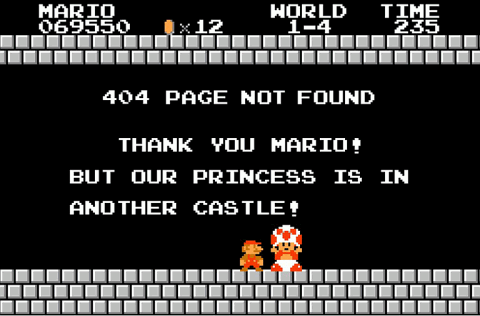 MARIO WORLD TIME
069550 ×12 1-4 235
404 PAGE NOT FOUND
THANK YOU MARIO!
BUT OUR PRINCESS IS IN
ANOTHER CASTLE!